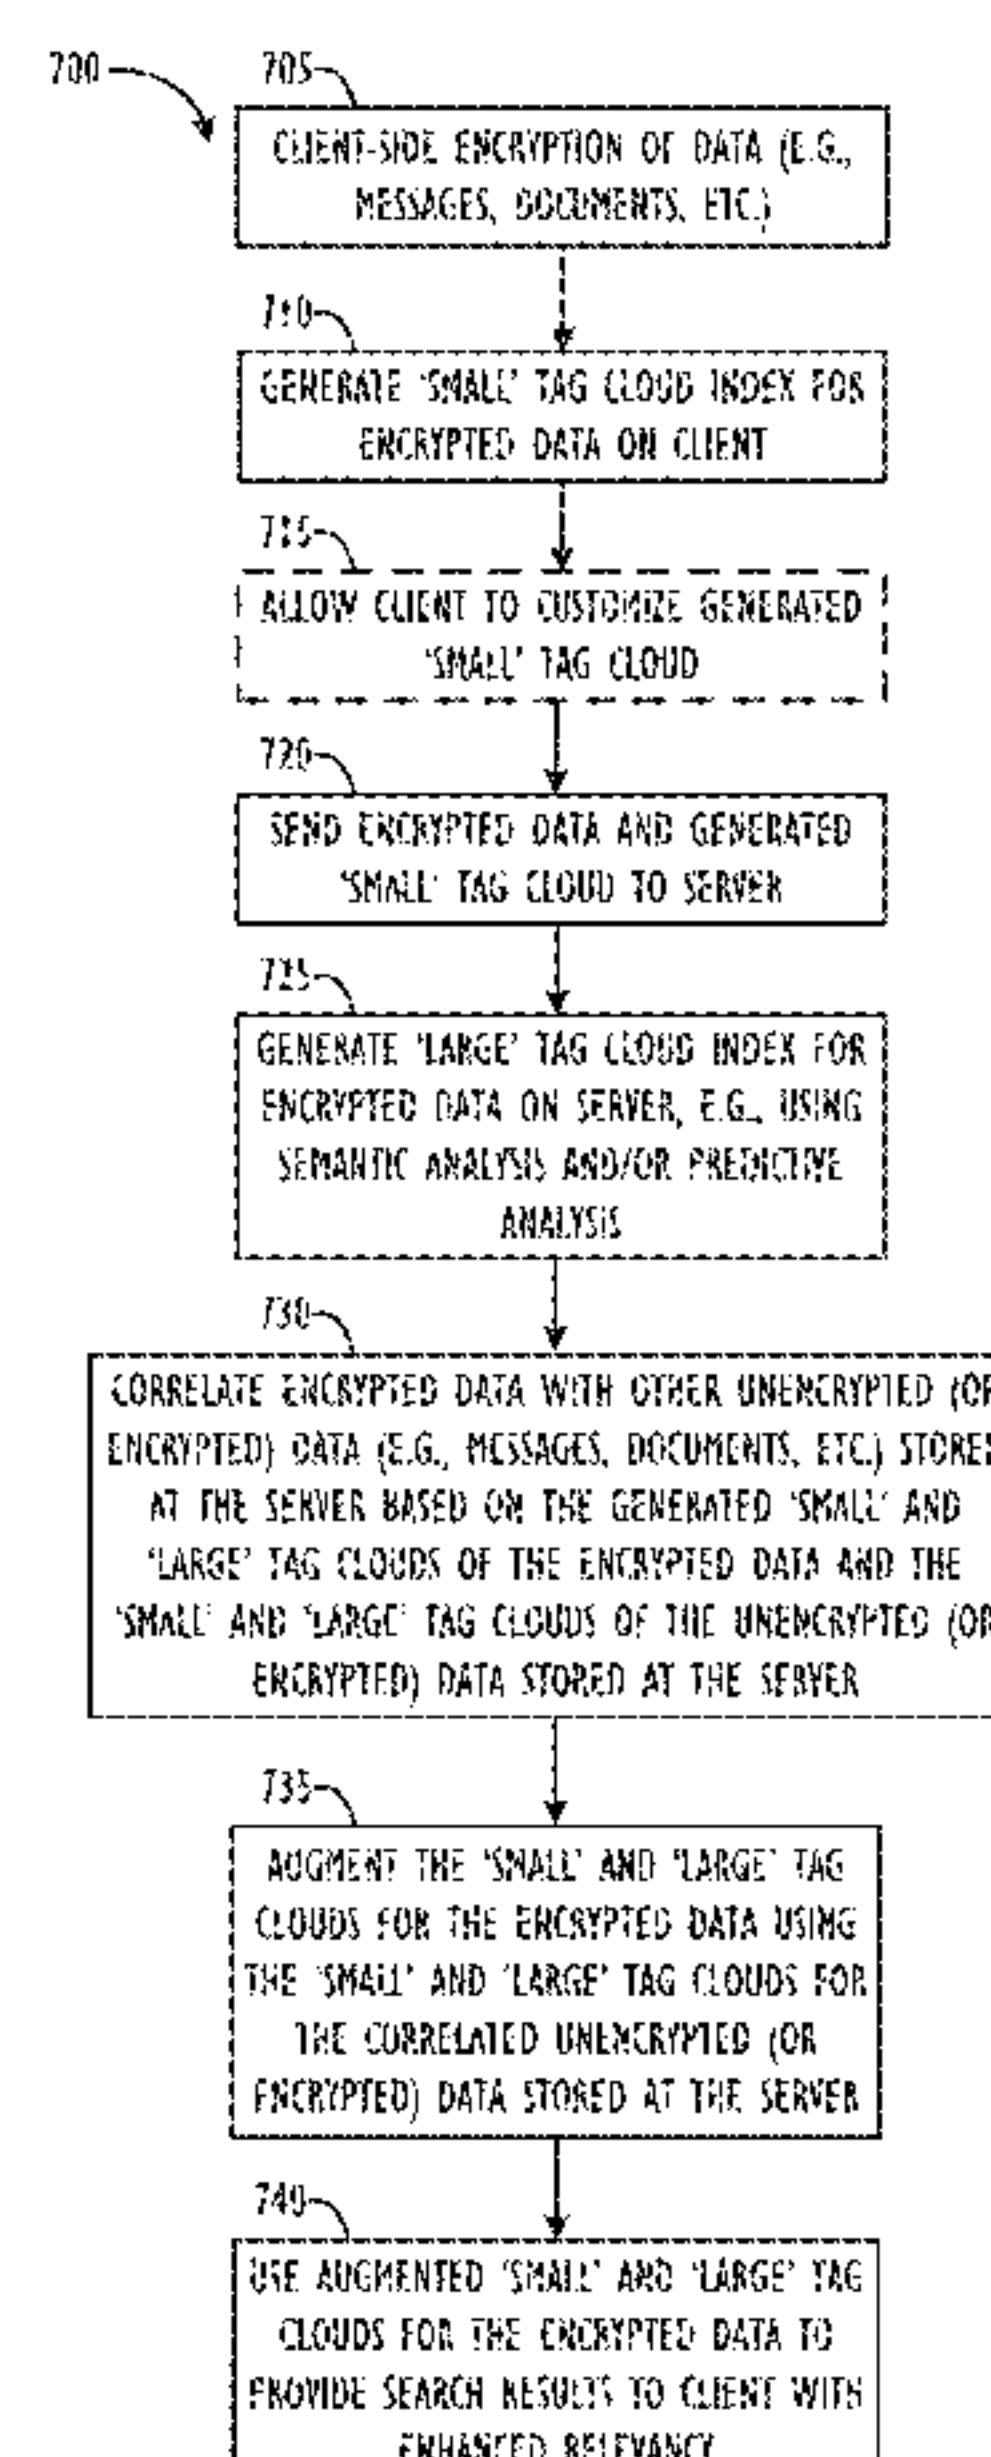 700
705
CLIENT-SIDE ENCRYPTION OF DATA (E.G.,
MESSAGES, DOCUMENTS, ETC.)
710
GENERATE 'SMALL' TAG CLOUD INDEX FOR
ENCRYPTED DATA ON CLIENT
715
ALLOW CLIENT TO CUSTOMIZE GENERATED
'SMALL' TAG CLOUD
720
SEND ENCRYPTED DATA AND GENERATED
'SMALL' TAG CLOUD TO SERVER
725
GENERATE 'LARGE' TAG CLOUD INDEX FOR
ENCRYPTED DATA ON SERVER, E.G., USING
SEMANTIC ANALYSIS AND/OR PREDICTIVE
ANALYSIS
730
CORRELATE ENCRYPTED DATA WITH OTHER UNENCRYPTED (OR
ENCRYPTED) DATA (E.G., MESSAGES, DOCUMENTS, ETC.) STORED
AT THE SERVER BASED ON THE GENERATED 'SMALL' AND
'LARGE' TAG CLOUDS OF THE ENCRYPTED DATA AND THE
'SMALL' AND 'LARGE' TAG CLOUDS OF THE UNENCRYPTED (OR
ENCRYPTED) DATA STORED AT THE SERVER
735
AUGMENT THE 'SMALL' AND 'LARGE' TAG
CLOUDS FOR THE ENCRYPTED DATA USING
THE 'SMALL' AND 'LARGE' TAG CLOUDS FOR
THE CORRELATED UNENCRYPTED (OR
ENCRYPTED) DATA STORED AT THE SERVER
740
USE AUGMENTED 'SMALL' AND 'LARGE' TAG
CLOUDS FOR THE ENCRYPTED DATA TO
PROVIDE SEARCH RESULTS TO CLIENT WITH
ENHANCED RELEVANCY